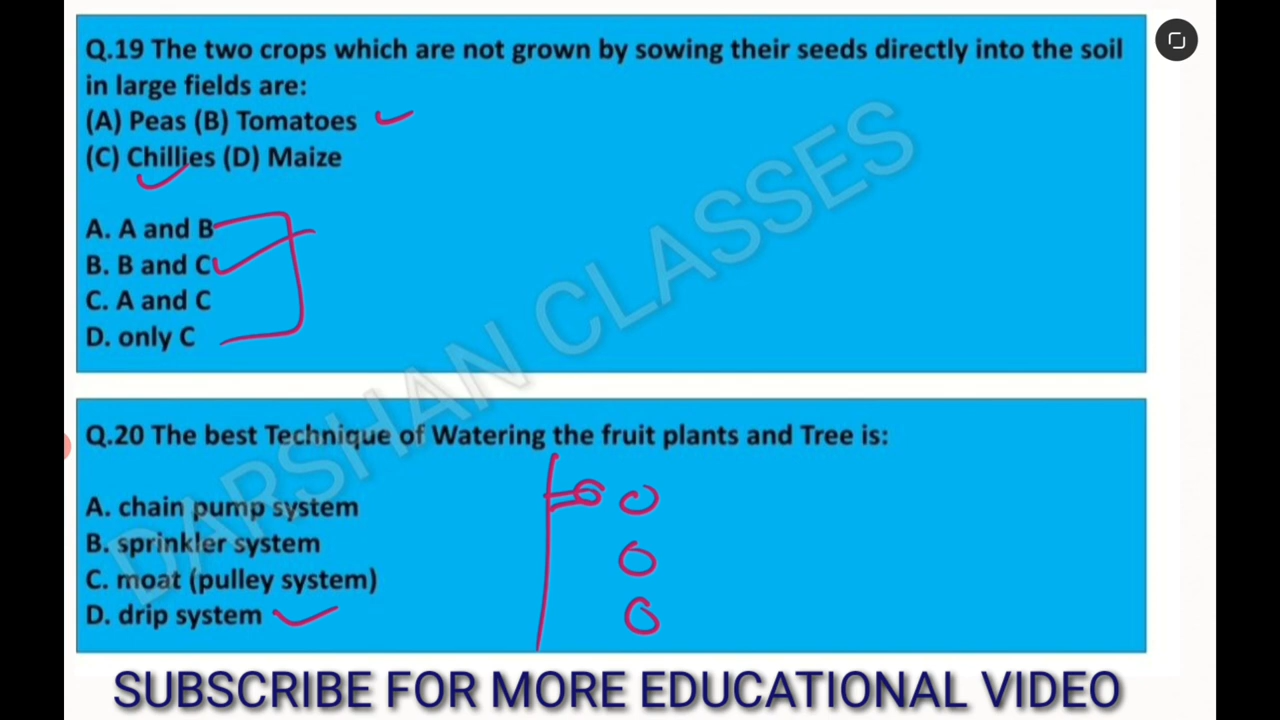 Q.19 The two crops which are not grown by sowing their seeds directly into the soil
in large fields are:
(A) Peas (B) Tomatoes
(C) Chillies (D) Maize
A. A and B
B. B and C
C. A and C
D. only C
DARSHAN CLASSES
Q.20 The best Technique of Watering the fruit plants and Tree is:
A. chain pump system
B. sprinkler system
C. moat (pulley system)
D. drip system
SUBSCRIBE FOR MORE EDUCATIONAL VIDEO